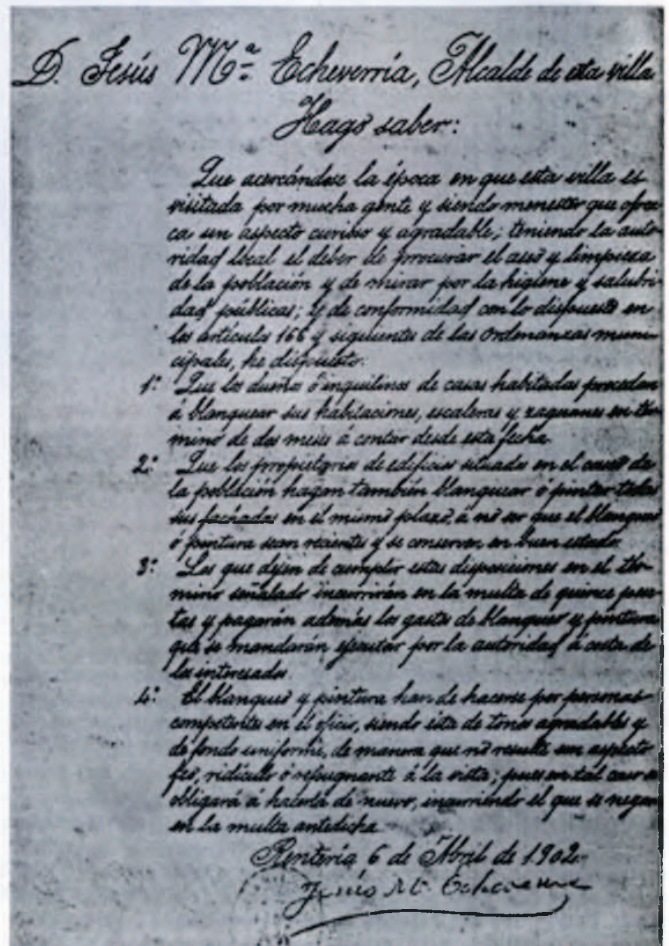 D. Jesús Mª Echeverría, Alcalde de esta villa
Hago saber:
Que acercándose la época en que esta villa es
visitada por mucha gente y siendo menester que ofrez
ca un aspecto curioso y agradable; teniendo la auto
ridad local el deber de procurar el aseo y limpieza
de la población y de mirar por la higiene y salubri
dad públicas; y de conformidad con lo dispuesto en
los artículos 166 y siguientes de las Ordenanzas muni
cipales, he dispuesto:
1º Que los dueños ó inquilinos de casas habitadas procedan
á blanquear sus habitaciones, escaleras y zaguanes en tér
mino de dos meses á contar desde esta fecha.
2º Que los propietarios de edificios situados en el casco de
la población hagan también blanquear ó pintar todas
sus fachadas en el mismo plazo, á no ser que el blanqueo
ó pintura sean recientes y se conserven en buen estado.
3º Los que dejen de cumplir estas disposiciones en el tér
mino señalado incurrirán en la multa de quince pese
tas y pagarán además los gastos de blanqueo y pintura
que se mandarán ejecutar por la autoridad á costa de
los interesados.
4º El blanqueo y pintura han de hacerse por personas
competentes en el oficio, siendo ésta de tonos agradables y
de fondo uniforme, de manera que no resulte un aspecto
feo, ridículo ó repugnante á la vista; pues en tal caso se
obligará á hacerla de nuevo, incurriendo el que se negare
en la multa antedicha.
Rentería 6 de Abril de 1902.
Jesús Mª Echeverría